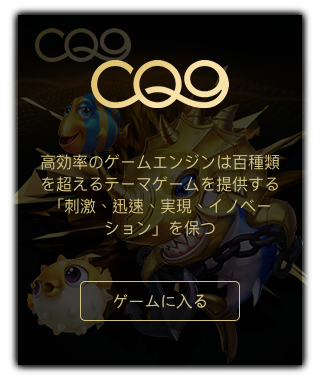 CQ9
CQ9
高効率のゲームエンジンは百種類
を超えるテーマゲームを提供する
「刺激、迅速、実現、イノベー
ション」を保つ
ゲームに入る